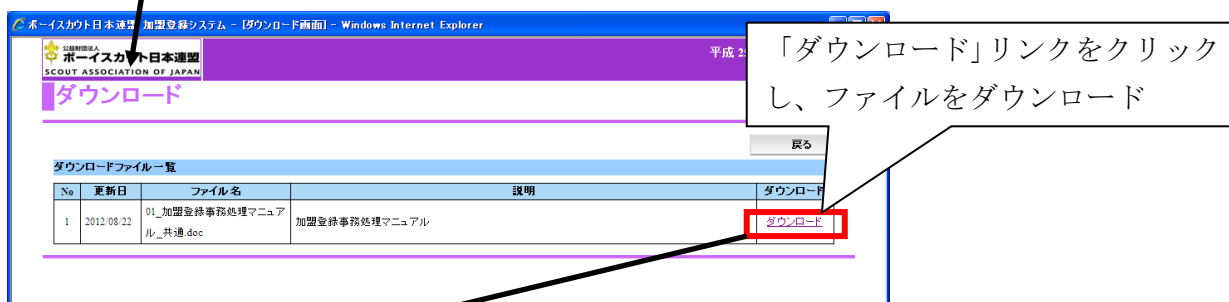 ボーイスカウト日本連盟 加盟登録システム - [ダウンロード画面] - Windows Internet Explorer
公益財団法人
ボーイスカウト日本連盟
SCOUT ASSOCIATION OF JAPAN
平成 2
「ダウンロード」リンクをクリック
し、ファイルをダウンロード
ダウンロード
戻る
ダウンロードファイル一覧
No 更新日 ファイル名 説明 ダウンロード
1 2012/08/22 01_加盟登録事務処理マニュア
ル_共通.doc 加盟登録事務処理マニュアル ダウンロード